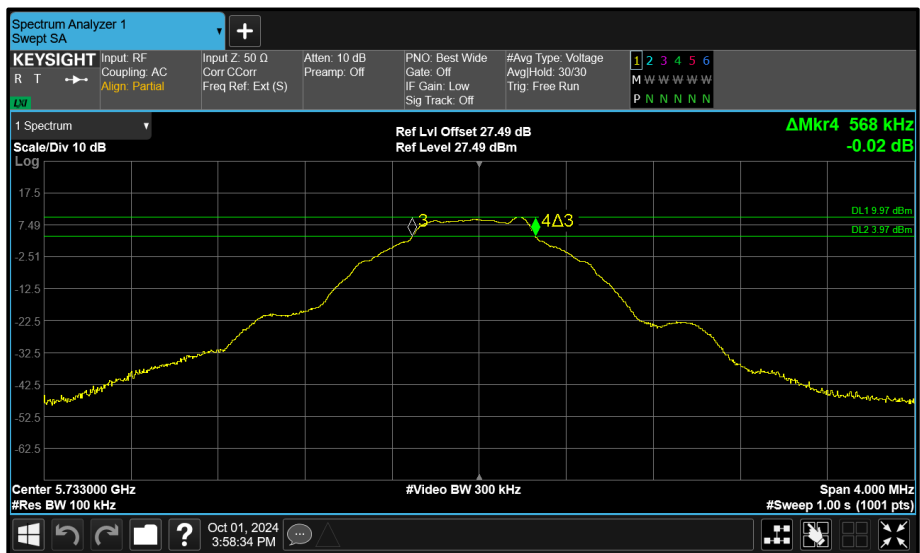 Spectrum Analyzer 1
Swept SA
KEYSIGHT
R T
LXI
Input: RF
Coupling: AC
Align: Partial
Input Z: 50 Ω
Corr CCorr
Freq Ref: Ext (S)
Atten: 10 dB
Preamp: Off
PNO: Best Wide
Gate: Off
IF Gain: Low
Sig Track: Off
#Avg Type: Voltage
Avg|Hold: 30/30
Trig: Free Run
1 2 3 4 5 6
M W W W W W
P N N N N N
1 Spectrum
Scale/Div 10 dB
Log
Ref Lvl Offset 27.49 dB
Ref Level 27.49 dBm
ΔMkr4 568 kHz
-0.02 dB
17.5
7.49
-2.51
-12.5
-22.5
-32.5
-42.5
-52.5
-62.5
3
4Δ3
DL1 9.97 dBm
DL2 3.97 dBm
Center 5.733000 GHz
#Res BW 100 kHz
#Video BW 300 kHz
Span 4.000 MHz
#Sweep 1.00 s (1001 pts)
?
Oct 01, 2024
3:58:34 PM